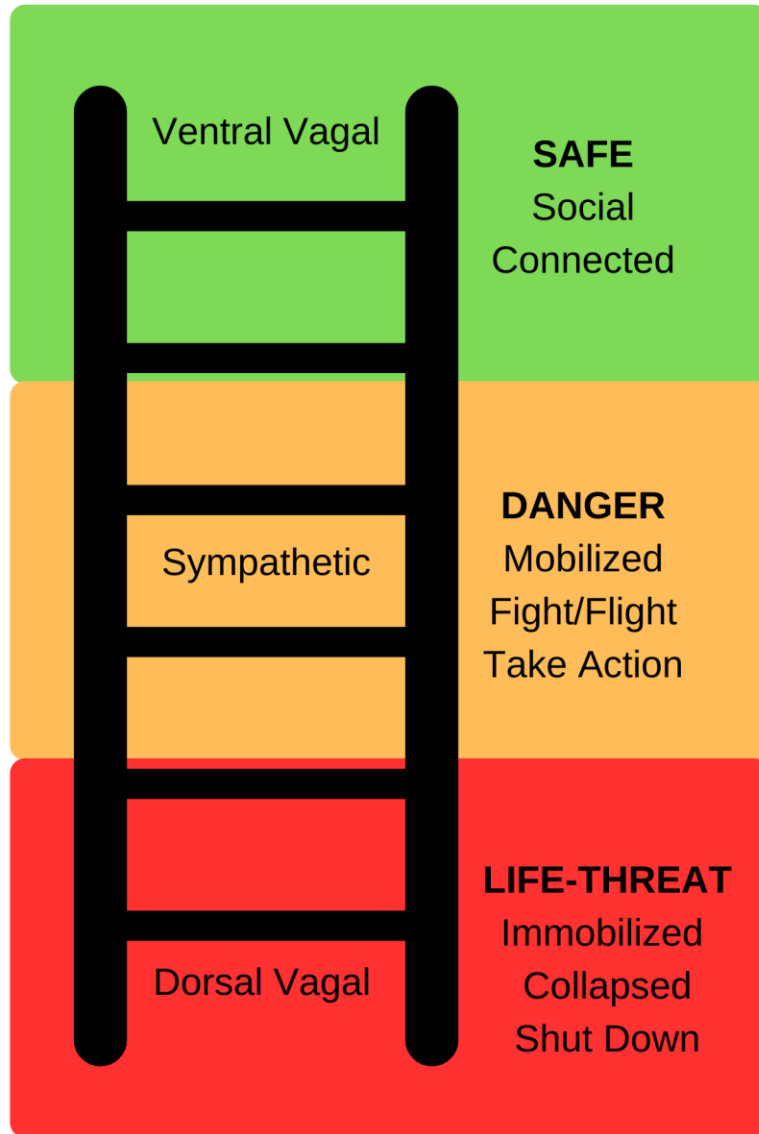 Ventral Vagal
SAFE
Social
Connected
Sympathetic
DANGER
Mobilized
Fight/Flight
Take Action
Dorsal Vagal
LIFE-THREAT
Immobilized
Collapsed
Shut Down